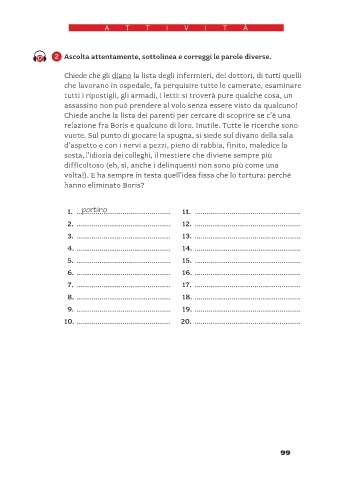 A T T I V I T À
2 Ascolta attentamente, sottolinea e correggi le parole diverse.
Chiede che gli diano la lista degli infermieri, dei dottori, di tutti quelli
che lavorano in ospedale, fa perquisire tutte le camerate, esaminare
tutti i ripostigli, gli armadi, i letti: si troverà pure qualche cosa, un
assassino non può prendere al volo senza essere visto da qualcuno!
Chiede anche la lista dei parenti per cercare di scoprire se c'è una
relazione fra Boris e qualcuno di loro. Inutile. Tutte le ricerche sono
vuote. Sul punto di giocare la spugna, si siede sul divano della sala
d'aspetto e con i nervi a pezzi, pieno di rabbia, finito, maledice la
sosta, l'idiozia dei colleghi, il mestiere che diviene sempre più
difficoltoso (eh, sì, anche i delinquenti non sono più come una
volta!). E ha sempre in testa quell'idea fissa che lo tortura: perché
hanno eliminato Boris?
1. ...portino............................. 11. ..........................................
2. ..................................... 12. ..........................................
3. ..................................... 13. ..........................................
4. ..................................... 14. ..........................................
5. ..................................... 15. ..........................................
6. ..................................... 16. ..........................................
7. ..................................... 17. ..........................................
8. ..................................... 18. ..........................................
9. ..................................... 19. ..........................................
10. ..................................... 20. ..........................................
99